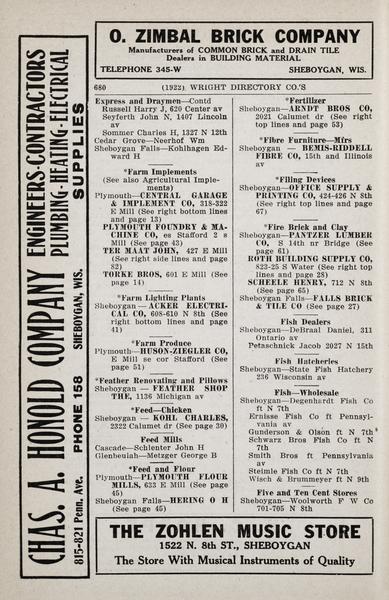 O. ZIMBAL BRICK COMPANY
Manufacturers of COMMON BRICK and DRAIN TILE
Dealers in BUILDING MATERIAL
TELEPHONE 345-W SHEBOYGAN, WIS.
CHAS. A. HONOLD COMPANY
ENGINEERS-CONTRACTORS
PLUMBING-HEATING-ELECTRICAL
SUPPLIES
815-821 Penn. Ave. PHONE 158 SHEBOYGAN, WIS.
680 (1923) WRIGHT DIRECTORY CO.'S
Express and Draymen—Contd
Russell Harry J, 620 Center av
Seyferth John N, 1407 Lincoln
av
Sommer Charles H, 1327 N 12th
Cedar Grove—Neerhof Wm
Sheboygan Falls—Kohlhagen Ed-
ward H
*Farm Implements
(See also Agricultural Imple-
ments)
Plymouth—CENTRAL GARAGE
& IMPLEMENT CO, 318-322
E Mill (See right bottom lines
and page 13)
PLYMOUTH FOUNDRY & MA-
CHINE CO, es Stafford 2 s
Mill (See page 43)
TER MAAT JOHN, 427 E Mill
(See right side lines and page
82)
TORKE BROS, 601 E Mill (See
page 14)
*Farm Lighting Plants
Sheboygan — ACKER ELECTRI-
CAL CO, 608-610 N 8th (See
right bottom lines and page
41)
*Farm Produce
Plymouth—HUSON-ZIEGLER CO,
E Mill se cor Stafford (See
page 51)
*Feather Renovating and Pillows
Sheboygan — FEATHER SHOP
THE, 1136 Michigan av
*Feed—Chicken
Sheboygan — KOHL CHARLES,
2322 Calumet dr (See page 30)
Feed Mills
Cascade—Schlenter John H
Glenbeulah—Metzger George B
*Feed and Flour
Plymouth—PLYMOUTH FLOUR
MILLS, 633 E Mill (See page
45)
Sheboygan Falls—HERING O H
(See page 45)
*Fertilizer
Sheboygan—ARNDT BROS CO,
2021 Calumet dr (See right
top lines and page 53)
*Fibre Furniture—Mfrs
Sheboygan — BEMIS-RIDDELL
FIBRE CO, 15th and Illinois
av
*Filing Devices
Sheboygan—OFFICE SUPPLY &
PRINTING CO, 424-426 N 8th
(See right top lines and page
67)
*Fire Brick and Clay
Sheboygan—PANTZER LUMBER
CO, S 14th nr Bridge (See
page 61)
ROTH BUILDING SUPPLY CO,
823-25 S Water (See right top
lines and page 28)
SCHEELE HENRY, 712 N 8th
(See page 65)
Sheboygan Falls—FALLS BRICK
& TILE CO (See page 27)
Fish Dealers
Sheboygan—DeBraal Daniel, 311
Ontario av
Petaschnick Jacob 2027 N 15th
Fish Hatcheries
Sheboygan—State Fish Hatchery
236 Wisconsin av
Fish—Wholesale
Sheboygan—Degenhardt Fish Co
ft N 7th
Ernisse Fish Co ft Pennsyl-
vania av
Gunderson & Olson ft N 7th
Schwarz Bros Fish Co ft N
7th
Smith Bros ft Pennsylvania
av
Steimle Fish Co ft N 7th
Wisch & Brummeyer ft N 9th
Five and Ten Cent Stores
Sheboygan—Woolworth F W Co
701-705 N 8th
THE ZOHLEN MUSIC STORE
1522 N. 8th ST., SHEBOYGAN
The Store With Musical Instruments of Quality